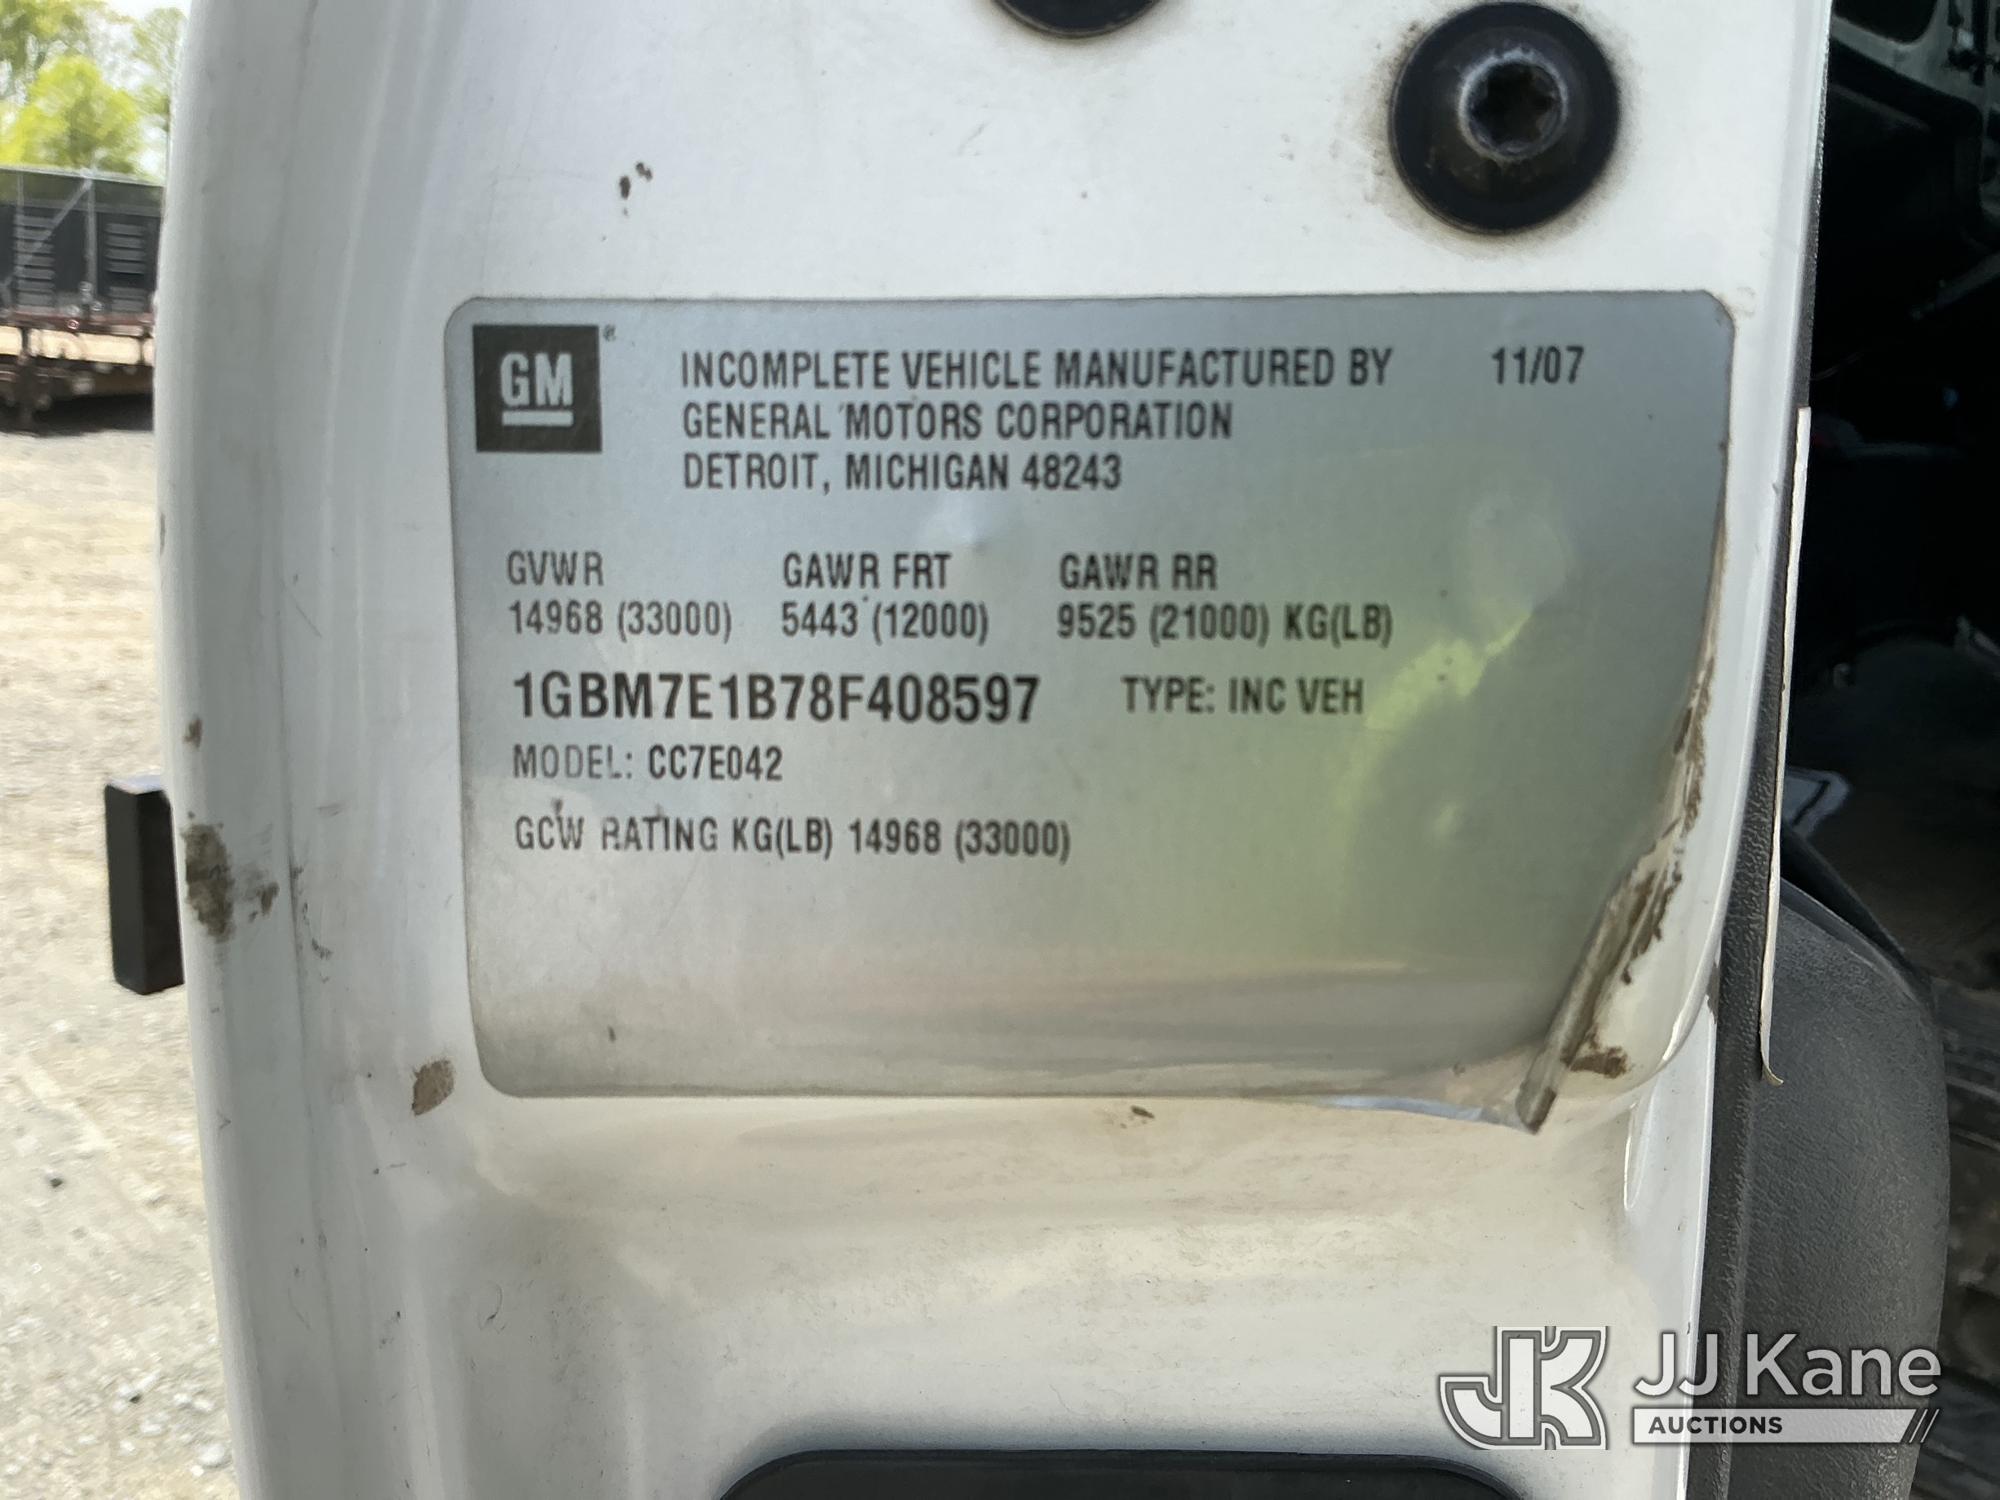 GM®
INCOMPLETE VEHICLE MANUFACTURED BY 11/07
GENERAL MOTORS CORPORATION
DETROIT, MICHIGAN 48243
GVWR GAWR FRT GAWR RR
14968 (33000) 5443 (12000) 9525 (21000) KG(LB)
1GBM7E1B78F408597 TYPE: INC VEH
MODEL: CC7E042
GCW RATING KG(LB) 14968 (33000)
JK JJ Kane
AUCTIONS